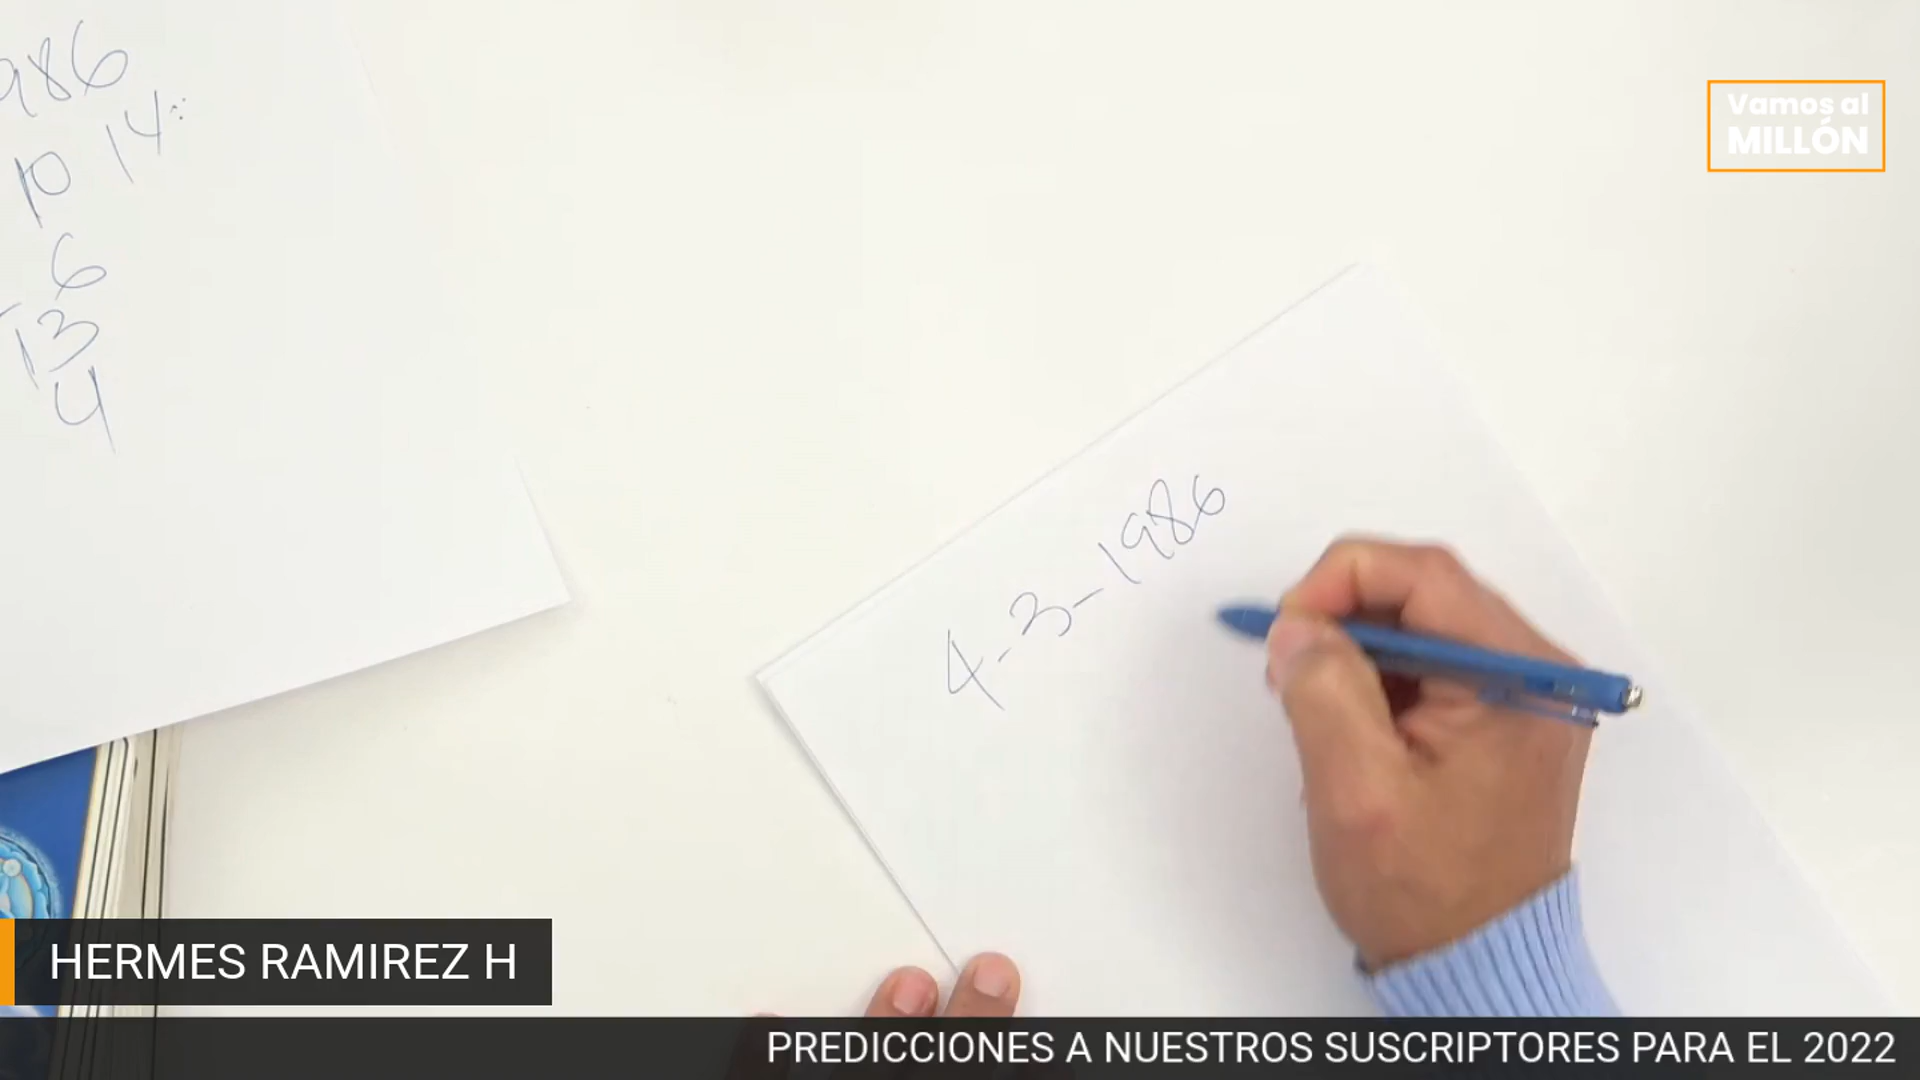 986
10 14
6
13
4
Vamos al
MILLÓN
4-3-1986
HERMES RAMIREZ H
PREDICCIONES A NUESTROS SUSCRIPTORES PARA EL 2022